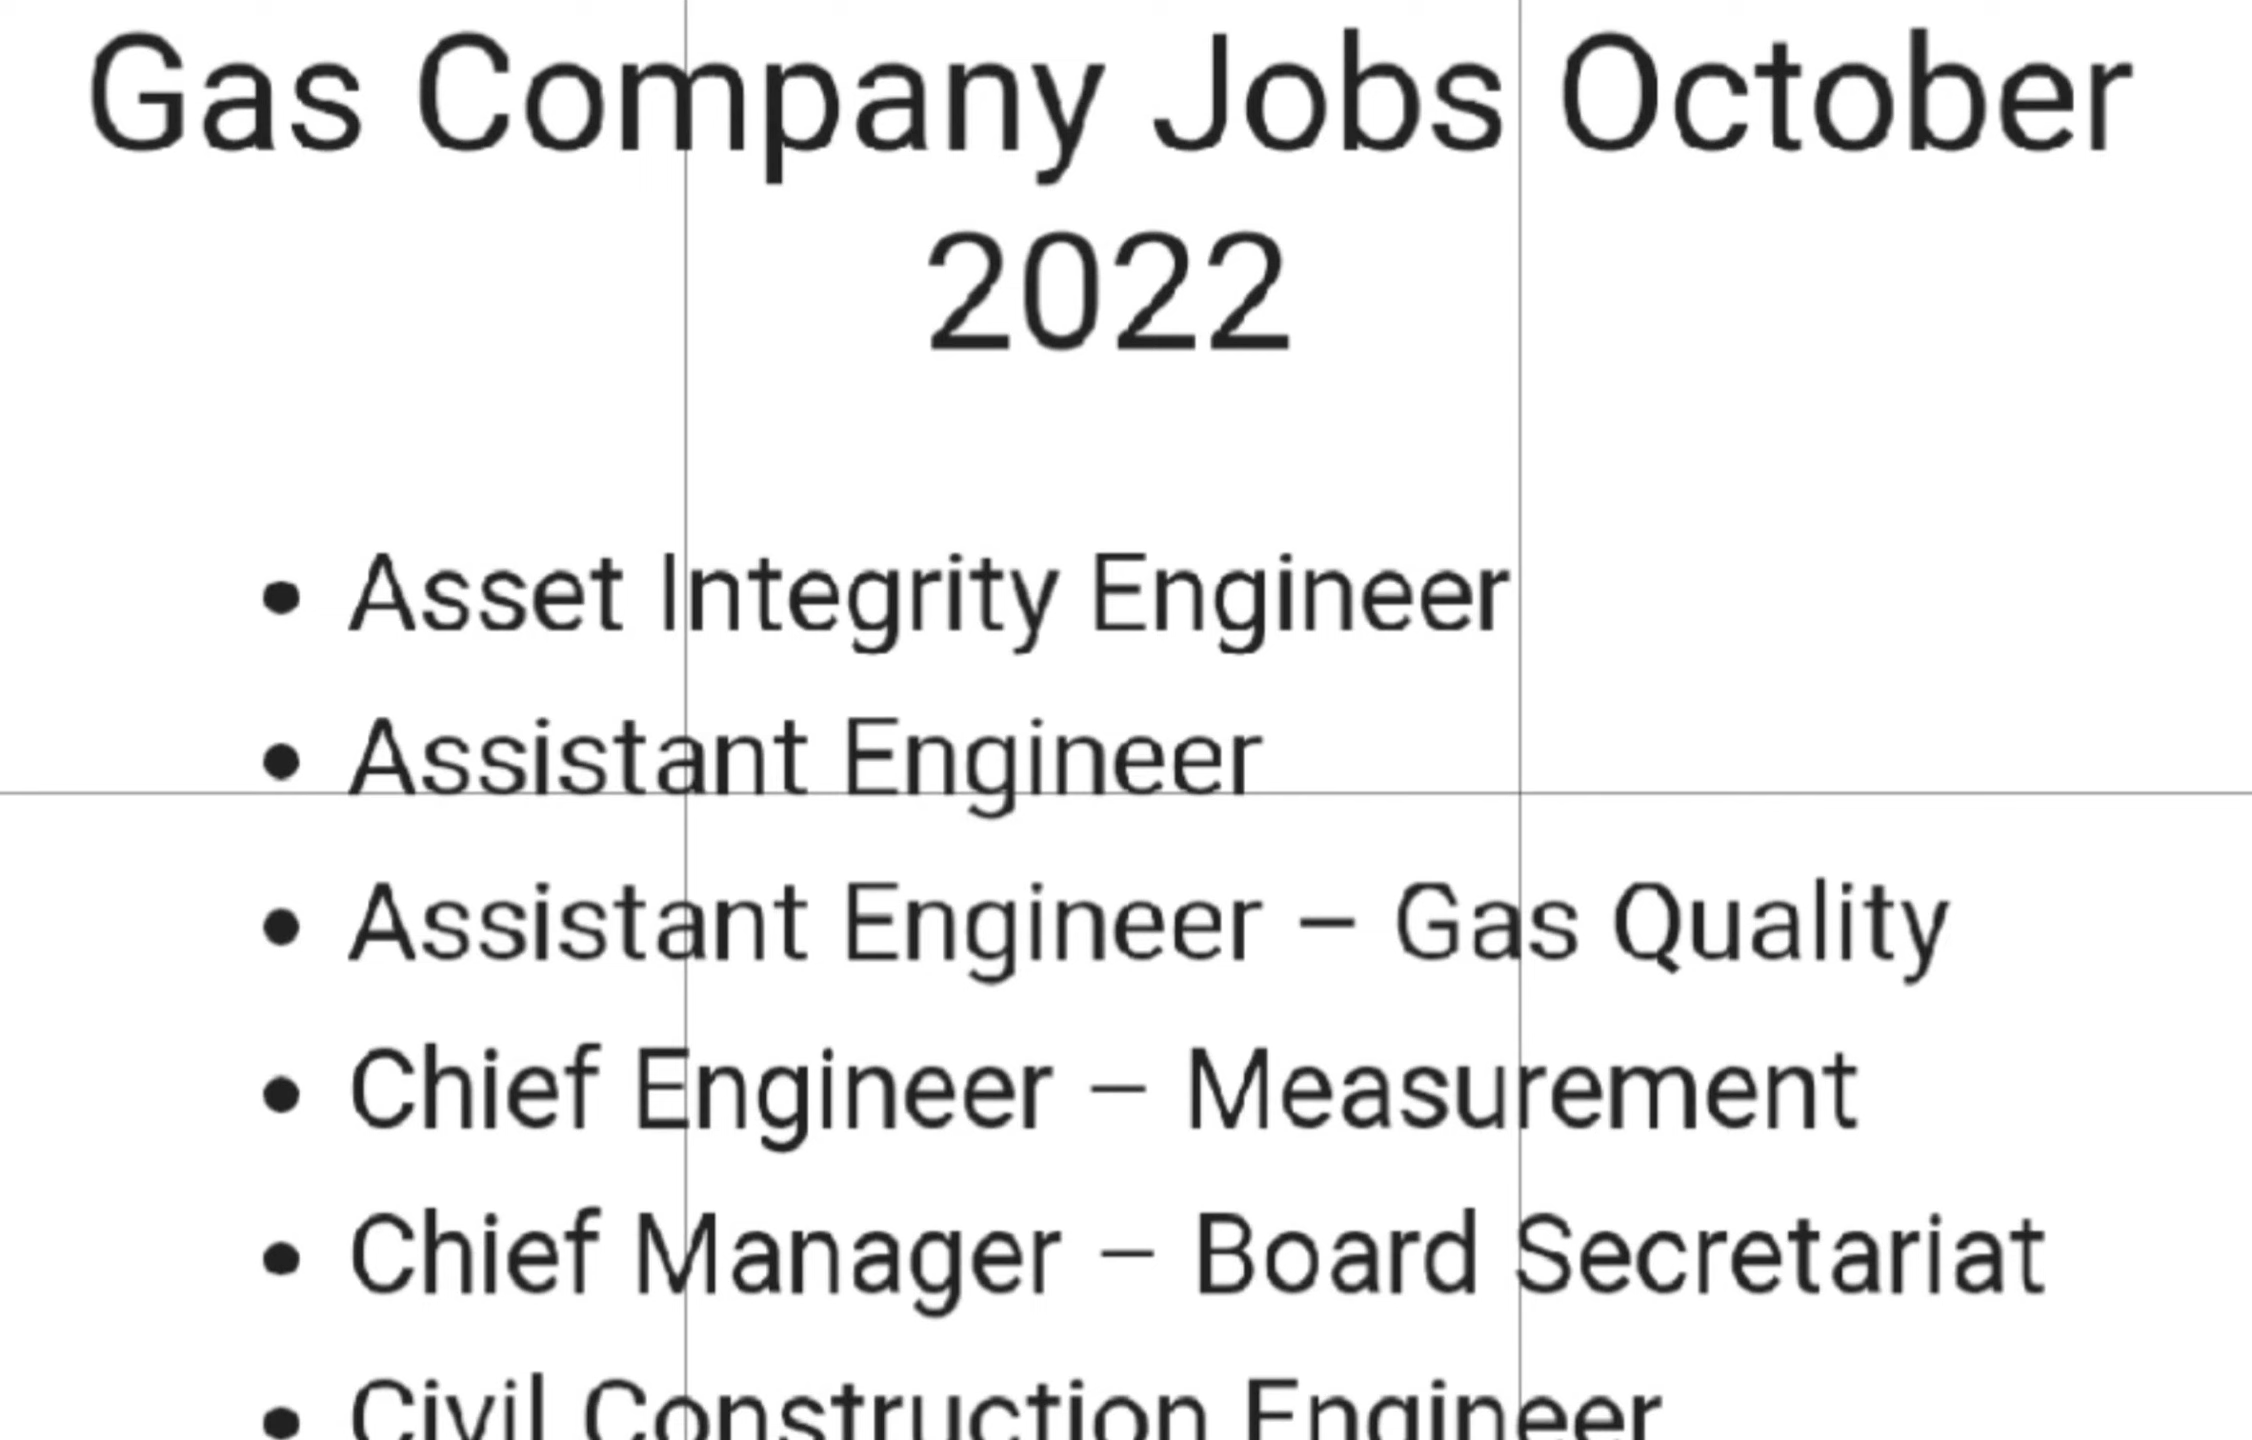 Gas Company Jobs October
2022
• Asset Integrity Engineer
• Assistant Engineer
• Assistant Engineer – Gas Quality
• Chief Engineer – Measurement
• Chief Manager – Board Secretariat
• Civil Construction Engineer